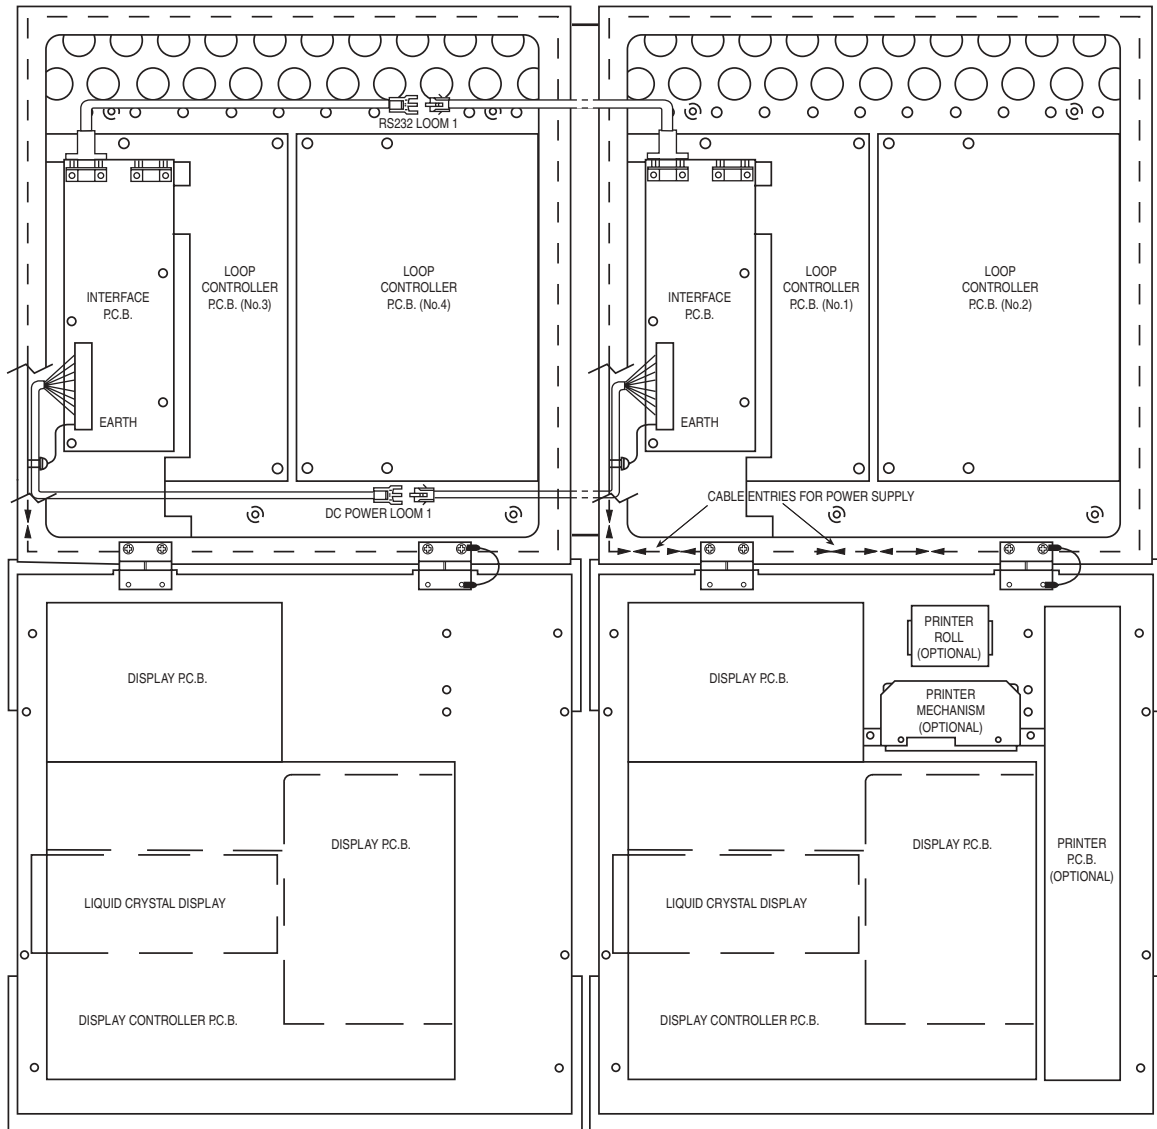 RS232 LOOM 1
LOOP
CONTROLLER
P.C.B. (No.3)
LOOP
CONTROLLER
P.C.B. (No.4)
INTERFACE
P.C.B.
EARTH
DC POWER LOOM 1
LOOP
CONTROLLER
P.C.B. (No.1)
LOOP
CONTROLLER
P.C.B. (No.2)
INTERFACE
P.C.B.
EARTH
CABLE ENTRIES FOR POWER SUPPLY
DISPLAY P.C.B.
DISPLAY P.C.B.
LIQUID CRYSTAL DISPLAY
DISPLAY CONTROLLER P.C.B.
PRINTER
ROLL
(OPTIONAL)
DISPLAY P.C.B.
PRINTER
MECHANISM
(OPTIONAL)
DISPLAY P.C.B.
PRINTER
P.C.B.
(OPTIONAL)
LIQUID CRYSTAL DISPLAY
DISPLAY CONTROLLER P.C.B.